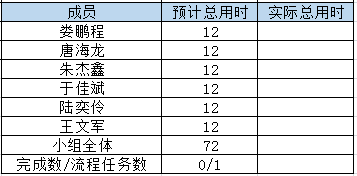 成员 预计总用时 实际总用时
娄鹏程 12
唐海龙 12
朱杰鑫 12
于佳斌 12
陆奕伶 12
王文军 12
小组全体 72
完成数/流程任务数 0/1